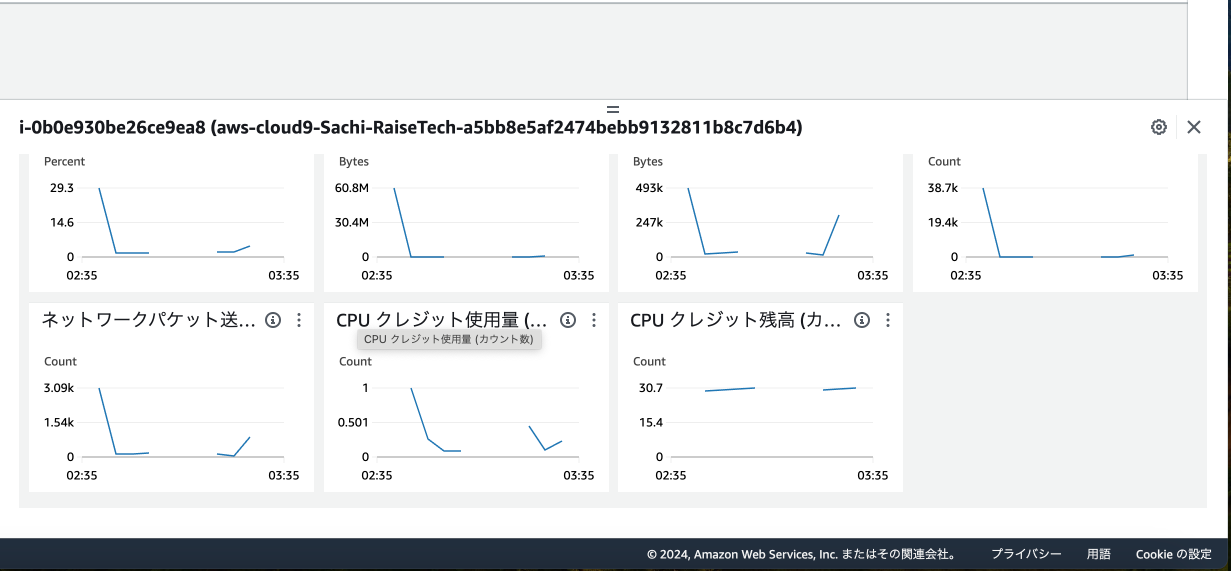 i-0b0e930be26ce9ea8 (aws-cloud9-Sachi-RaiseTech-a5bb8e5af2474bebb9132811b8c7d6b4)
Percent
29.3
14.6
0
02:35 03:35
Bytes
60.8M
30.4M
0
02:35 03:35
Bytes
493k
247k
0
02:35 03:35
Count
38.7k
19.4k
0
02:35 03:35
ネットワークパケット送...
Count
3.09k
1.54k
0
02:35 03:35
CPU クレジット使用量 (...
CPU クレジット使用量 (カウント数)
Count
1
0.501
0
02:35 03:35
CPU クレジット残高 (カ...
Count
30.7
15.4
0
02:35 03:35
© 2024, Amazon Web Services, Inc. またはその関連会社。 プライバシー 用語 Cookie の設定